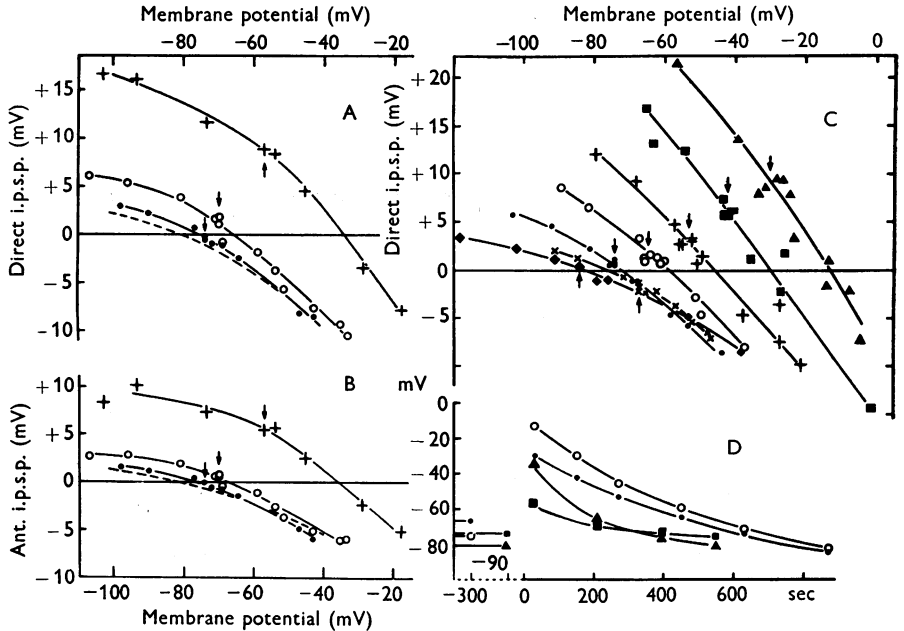 Membrane potential (mV)
−80 −60 −40 −20
Direct i.p.s.p. (mV)
+ 15
+ 10
+ 5
0
−5
−10
A
Ant. i.p.s.p. (mV)
+ 10
+5
0
−5
− 10
B
−100 −80 −60 −40 −20
Membrane potential (mV)
Membrane potential (mV)
−100 −80 −60 −40 −20 0
Direct i.p.s.p. (mV)
+ 20
+ 15
+ 10
+ 5
0
−5
C
mV
0
−20
−40
−60
−80
−90
D
−300 0 200 400 600 800 sec